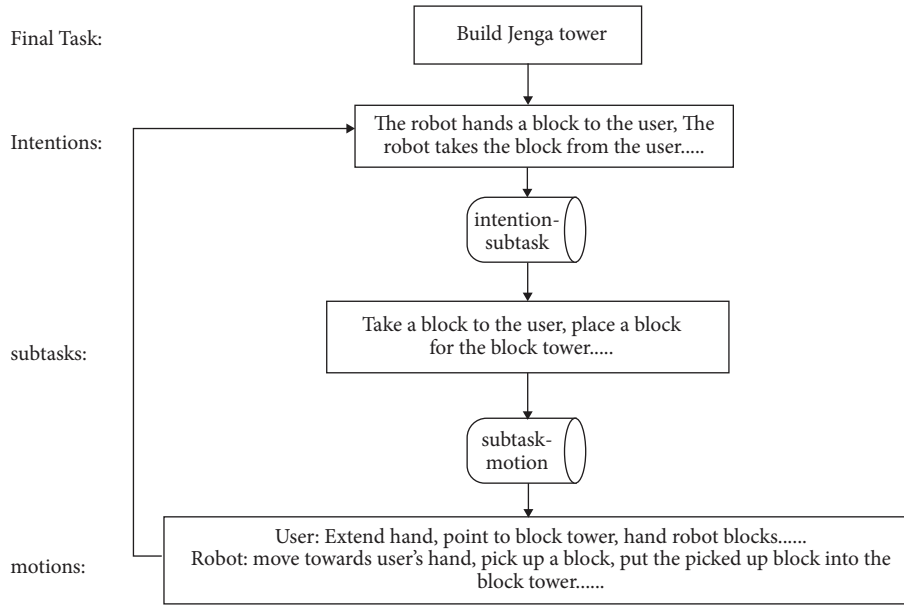 Final Task:
Build Jenga tower
Intentions:
The robot hands a block to the user, The
robot takes the block from the user.....
intention-
subtask
subtasks:
Take a block to the user, place a block
for the block tower.....
subtask-
motion
motions:
User: Extend hand, point to block tower, hand robot blocks......
Robot: move towards user's hand, pick up a block, put the picked up block into the
block tower......